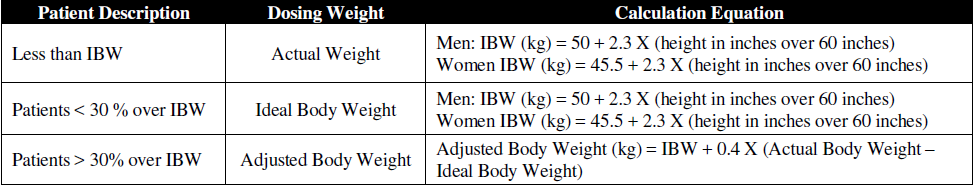 Patient Description Dosing Weight Calculation Equation
Less than IBW Actual Weight Men: IBW (kg) = 50 + 2.3 X (height in inches over 60 inches)
Women IBW (kg) = 45.5 + 2.3 X (height in inches over 60 inches)
Patients < 30 % over IBW Ideal Body Weight Men: IBW (kg) = 50 + 2.3 X (height in inches over 60 inches)
Women IBW (kg) = 45.5 + 2.3 X (height in inches over 60 inches)
Patients > 30% over IBW Adjusted Body Weight Adjusted Body Weight (kg) = IBW + 0.4 X (Actual Body Weight –
Ideal Body Weight)